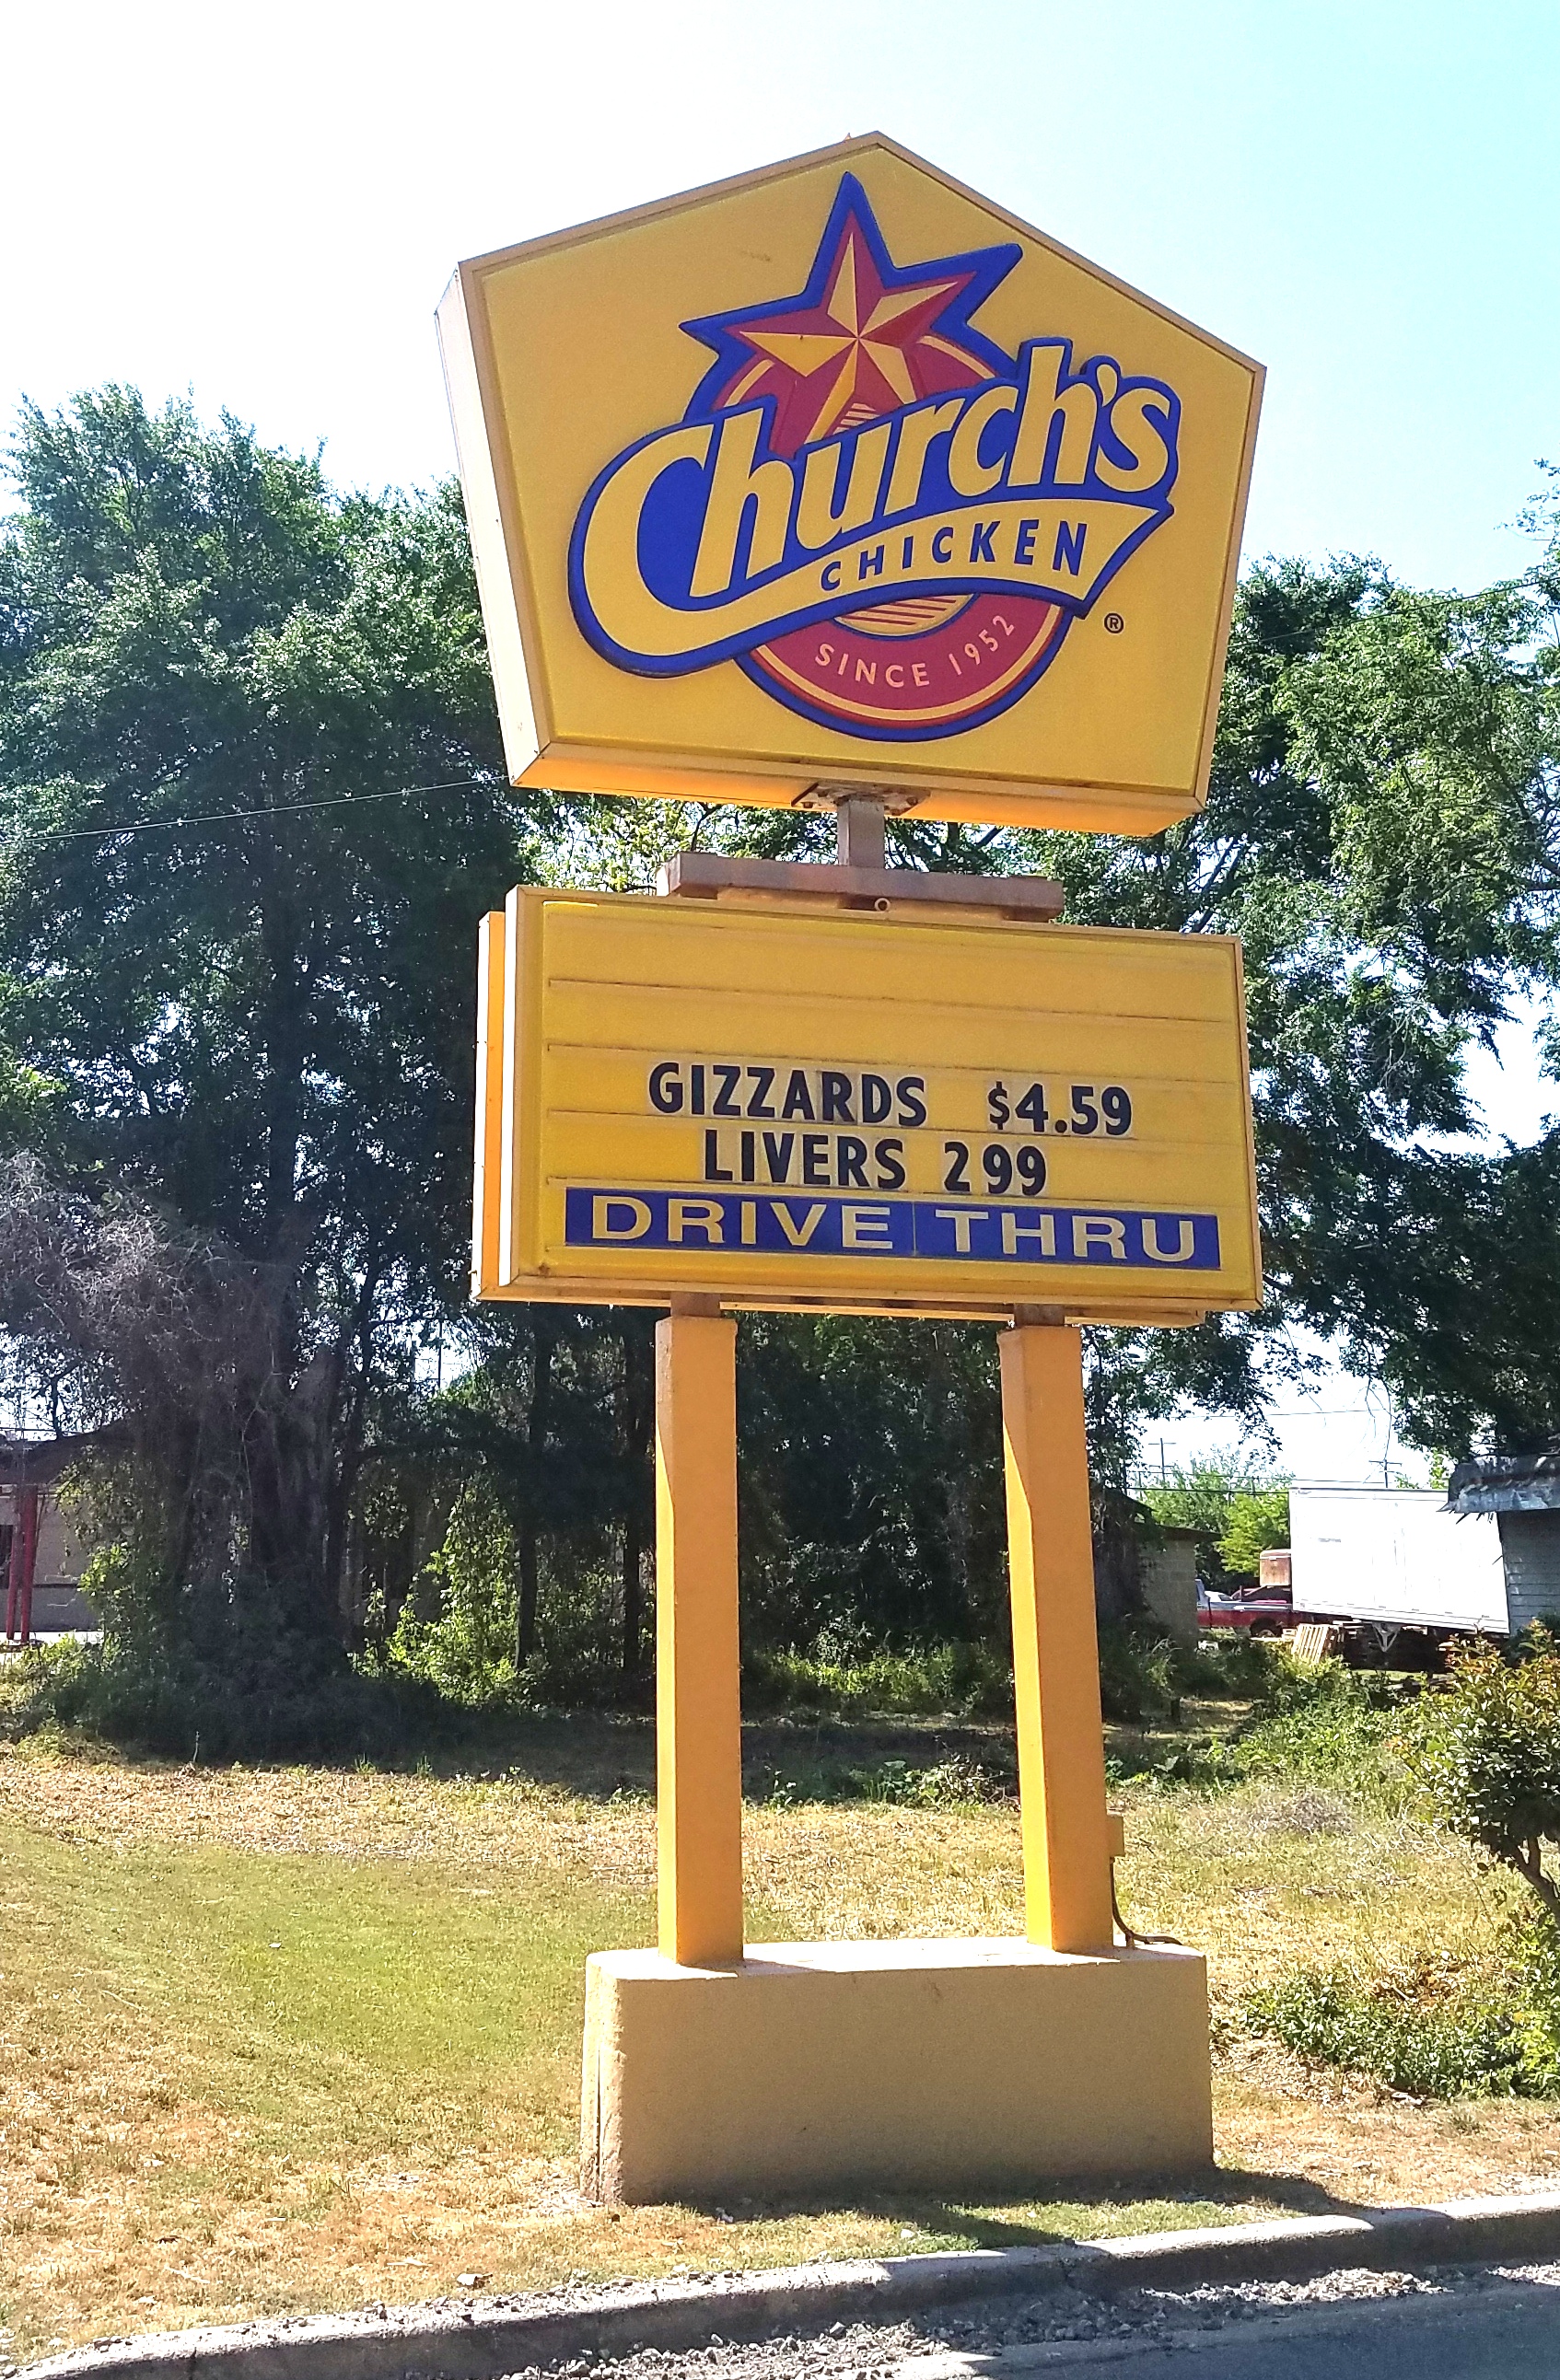 Church's
CHICKEN
®
SINCE 1952
GIZZARDS $4.59
LIVERS 2 99
DRIVE THRU